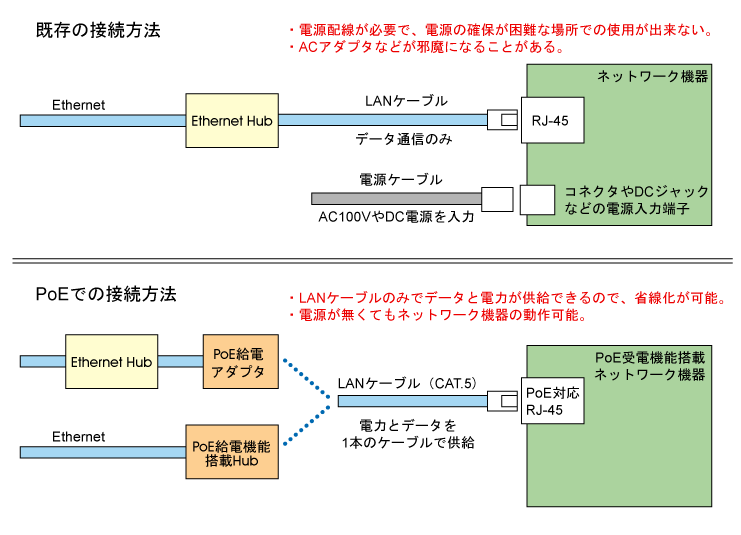 既存の接続方法
・電源配線が必要で、電源の確保が困難な場所での使用が出来ない。
・ACアダプタなどが邪魔になることがある。
ネットワーク機器
Ethernet
Ethernet Hub
LANケーブル
データ通信のみ
RJ-45
電源ケーブル
AC100VやDC電源を入力
コネクタやDCジャック
などの電源入力端子
PoEでの接続方法
・LANケーブルのみでデータと電力が供給できるので、省線化が可能。
・電源が無くてもネットワーク機器の動作可能。
Ethernet Hub
PoE給電
アダプタ
LANケーブル（CAT.5）
電力とデータを
1本のケーブルで供給
PoE受電機能搭載
ネットワーク機器
PoE対応
RJ-45
Ethernet
PoE給電機能
搭載Hub